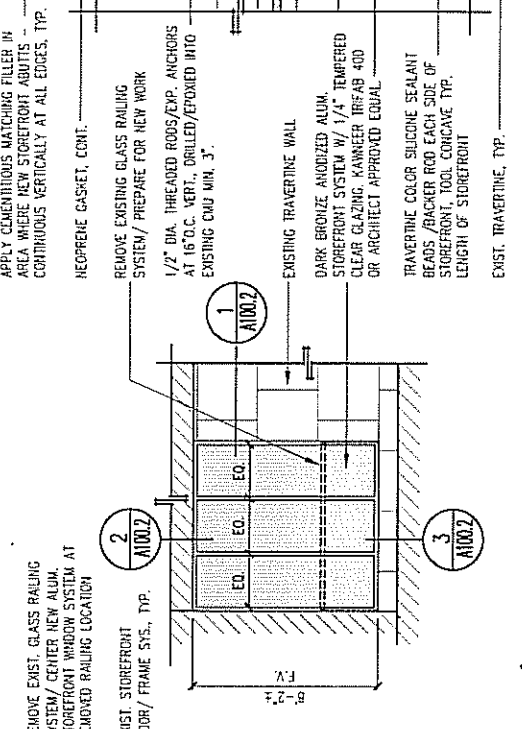 APPLY CEMENTITIOUS MATCHING FILLER IN
AREA WHERE NEW STOREFRONT ABUTTS -
CONTINUOUS VERTICALLY AT ALL EDGES, TYP.
NEOPRENE GASKET, CONT.
REMOVE EXISTING GLASS RAILING
SYSTEM/ PREPARE FOR NEW WORK
1/2" DIA. THREADED RODS/EXP. ANCHORS
AT 16"O.C. VERT., DRILLED/EPOXIED INTO
EXISTING CMU MIN. 3".
EXISTING TRAVERTINE WALL
DARK BRONZE ANODIZED ALUM.
STOREFRONT SYSTEM W/ 1/4" TEMPERED
CLEAR GLAZING. KAWNEER TRIFAB 400
OR ARCHITECT APPROVED EQUAL
TRAVERTINE COLOR SILICONE SEALANT
BEADS /BACKER ROD EACH SIDE OF
STOREFRONT, TOOL CONCAVE TYP.
LENGTH OF STOREFRONT
EXIST. TRAVERTINE, TYP.
EMOVE EXIST. GLASS RAILING
YSTEM/ CENTER NEW ALUM.
TOREFRONT WINDOW SYSTEM AT
EMOVED RAILING LOCATION
IST. STOREFRONT
OOR/ FRAME SYS., TYP.
1
A100.2
2
A100.2
3
A100.2
EQ.
EQ.
EQ.
8'-2"±
F.V.